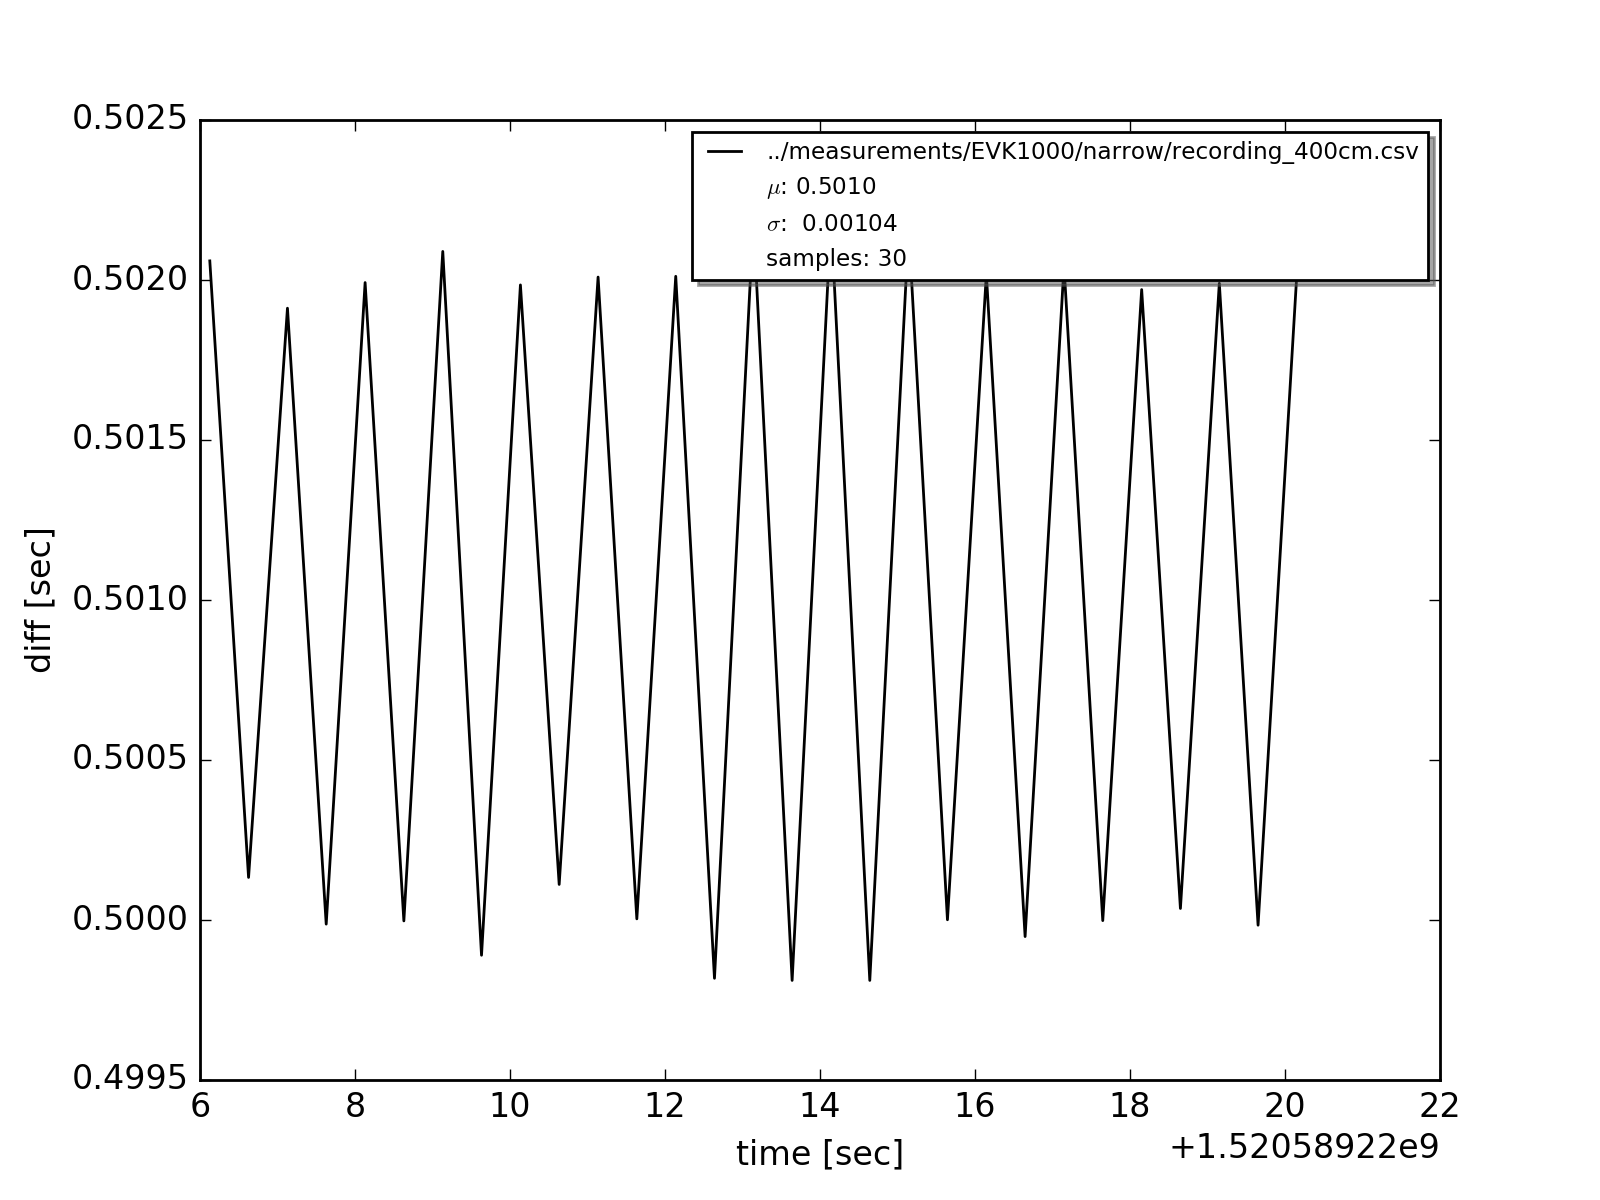 0.5025
0.5020
0.5015
0.5010
0.5005
0.5000
0.4995
diff [sec]
../measurements/EVK1000/narrow/recording_400cm.csv
μ: 0.5010
σ: 0.00104
samples: 30
6 8 10 12 14 16 18 20 22
+1.52058922e9
time [sec]